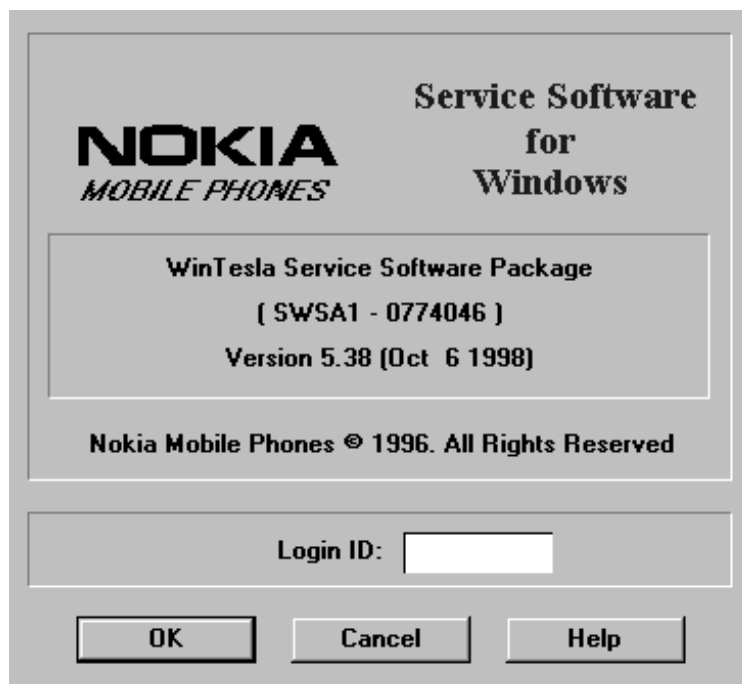 NOKIA
MOBILE PHONES
Service Software
for
Windows
WinTesla Service Software Package
( SWSA1 - 0774046 )
Version 5.38 (Oct  6 1998)
Nokia Mobile Phones © 1996. All Rights Reserved
Login ID:
OK Cancel Help